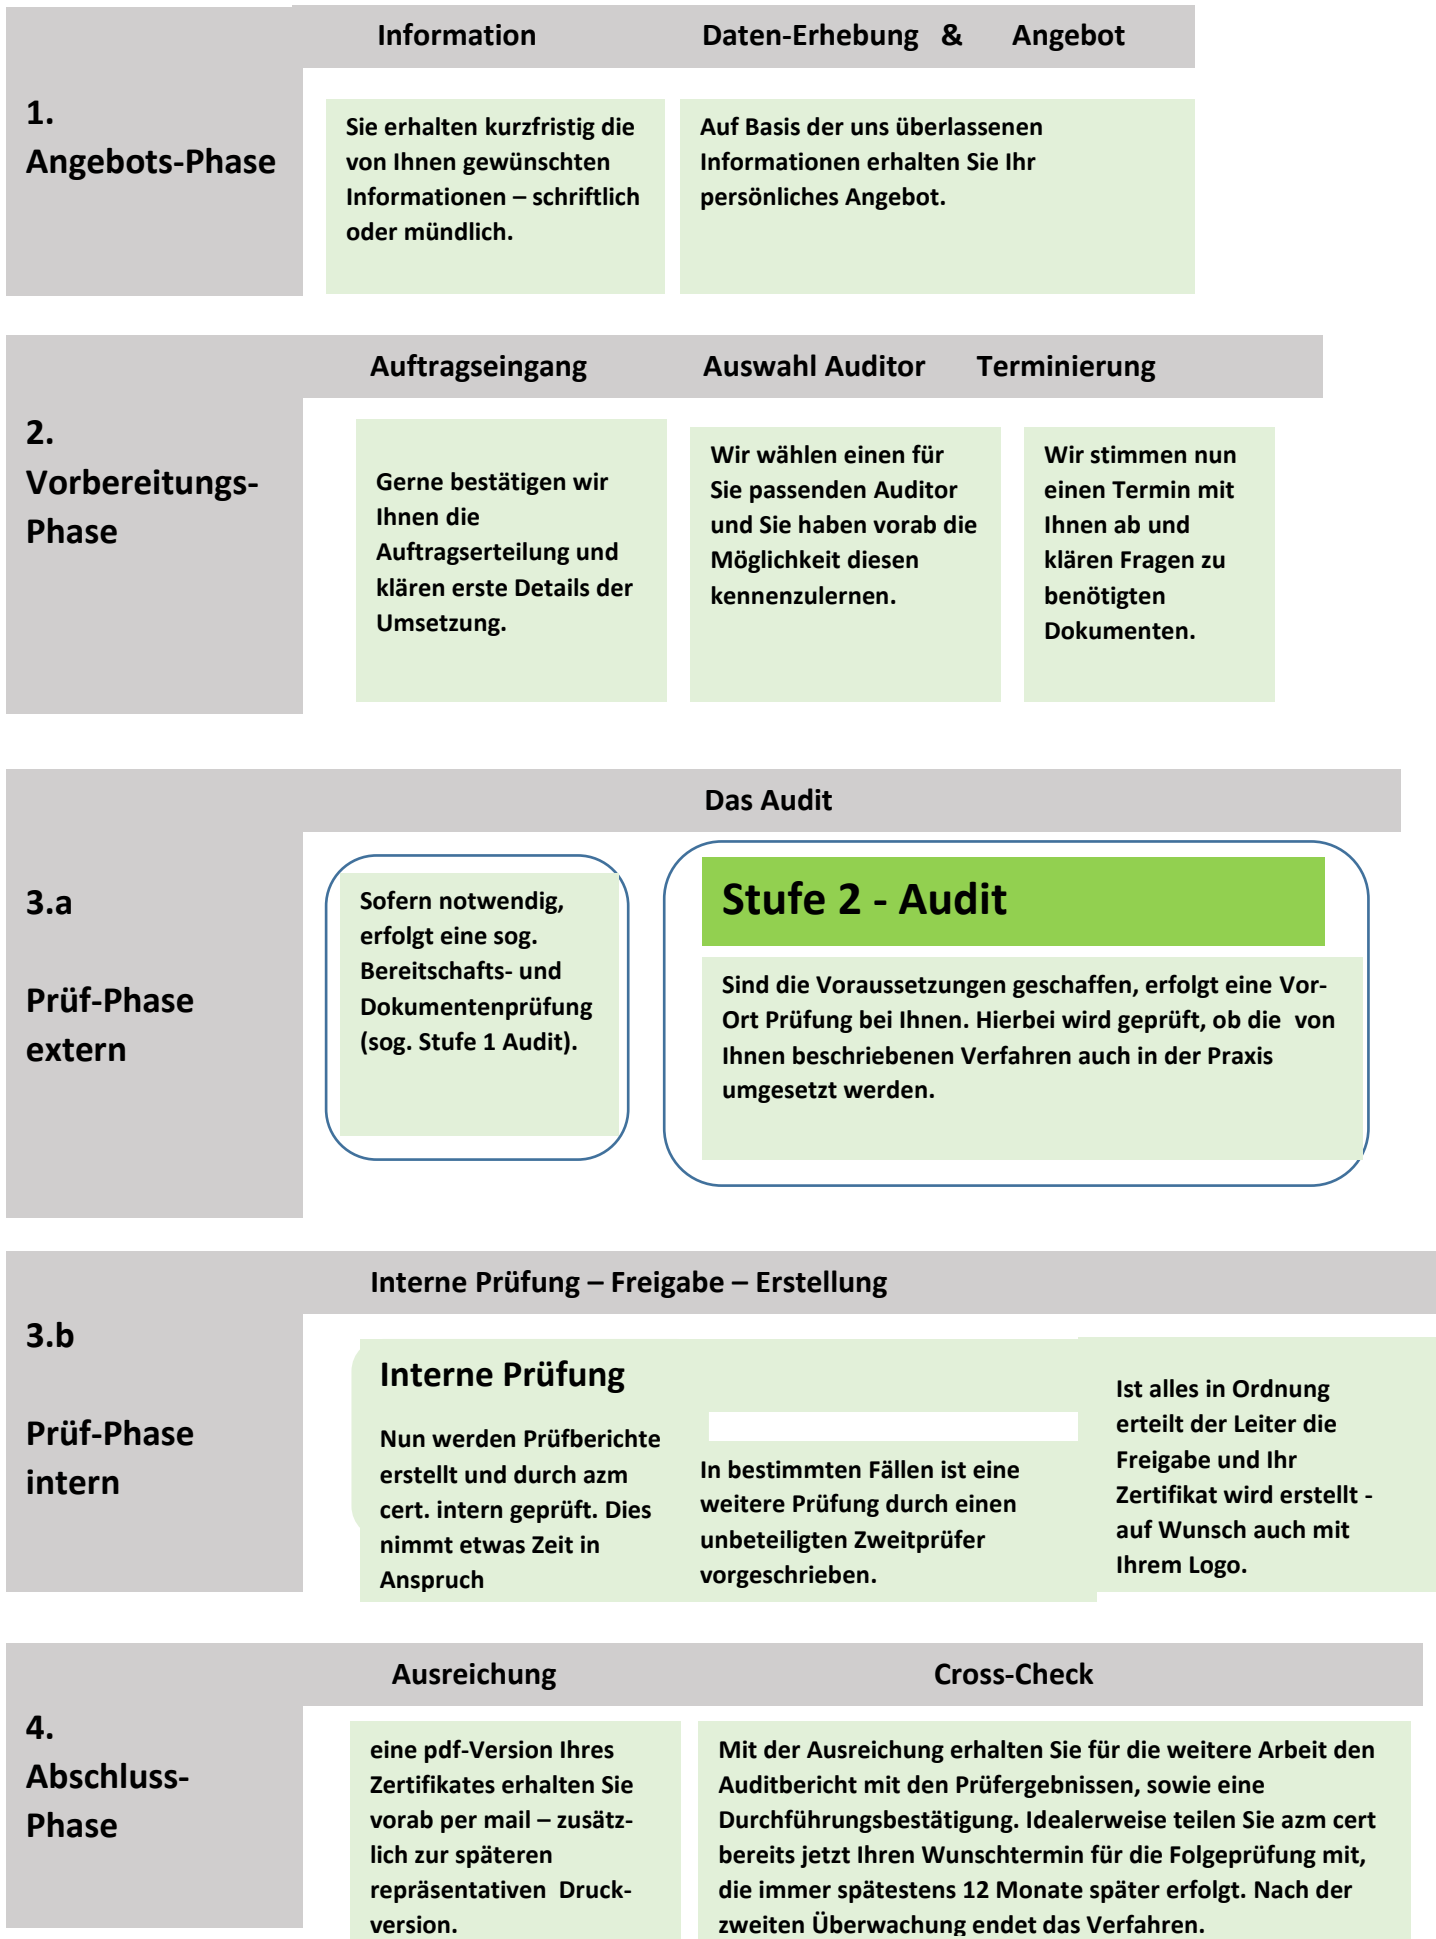 Information
Daten-Erhebung & Angebot
1.
Angebots-Phase
Sie erhalten kurzfristig die
von Ihnen gewünschten
Informationen – schriftlich
oder mündlich.
Auf Basis der uns überlassenen
Informationen erhalten Sie Ihr
persönliches Angebot.
Auftragseingang
Auswahl Auditor
Terminierung
2.
Vorbereitungs-
Phase
Gerne bestätigen wir
Ihnen die
Auftragserteilung und
klären erste Details der
Umsetzung.
Wir wählen einen für
Sie passenden Auditor
und Sie haben vorab die
Möglichkeit diesen
kennenzulernen.
Wir stimmen nun
einen Termin mit
Ihnen ab und
klären Fragen zu
benötigten
Dokumenten.
Das Audit
3.a
Prüf-Phase
extern
Sofern notwendig,
erfolgt eine sog.
Bereitschafts- und
Dokumentenprüfung
(sog. Stufe 1 Audit).
Stufe 2 - Audit
Sind die Voraussetzungen geschaffen, erfolgt eine Vor-
Ort Prüfung bei Ihnen. Hierbei wird geprüft, ob die von
Ihnen beschriebenen Verfahren auch in der Praxis
umgesetzt werden.
Interne Prüfung – Freigabe – Erstellung
3.b
Prüf-Phase
intern
Interne Prüfung
Nun werden Prüfberichte
erstellt und durch azm
cert. intern geprüft. Dies
nimmt etwas Zeit in
Anspruch
In bestimmten Fällen ist eine
weitere Prüfung durch einen
unbeteiligten Zweitprüfer
vorgeschrieben.
Ist alles in Ordnung
erteilt der Leiter die
Freigabe und Ihr
Zertifikat wird erstellt -
auf Wunsch auch mit
Ihrem Logo.
Ausreichung
Cross-Check
4.
Abschluss-
Phase
eine pdf-Version Ihres
Zertifikates erhalten Sie
vorab per mail – zusätz-
lich zur späteren
repräsentativen Druck-
version.
Mit der Ausreichung erhalten Sie für die weitere Arbeit den
Auditbericht mit den Prüfergebnissen, sowie eine
Durchführungsbestätigung. Idealerweise teilen Sie azm cert
bereits jetzt Ihren Wunschtermin für die Folgeprüfung mit,
die immer spätestens 12 Monate später erfolgt. Nach der
zweiten Überwachung endet das Verfahren.